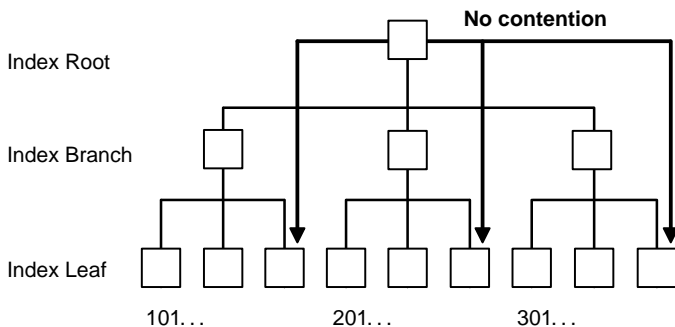 No contention
Index Root
Index Branch
Index Leaf
101... 201... 301...